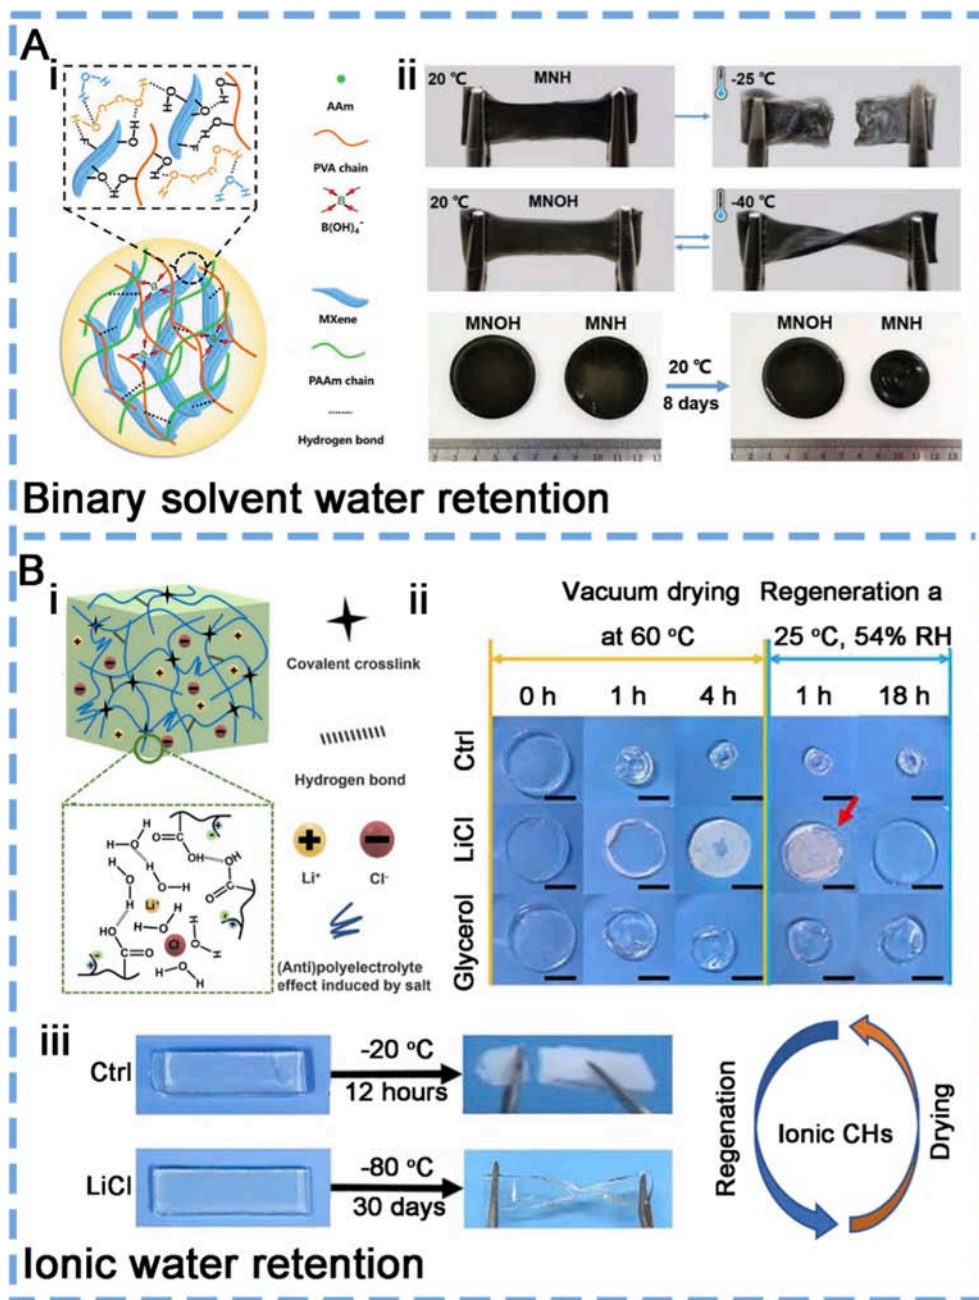 A
i
AAm
PVA chain
B(OH)₄⁻
MXene
PAAm chain
Hydrogen bond
ii
20 ℃
MNH
-25 ℃
20 ℃
MNOH
-40 ℃
MNOH
MNH
20 ℃
8 days
MNOH
MNH
Binary solvent water retention
B
i
Covalent crosslink
Hydrogen bond
Li⁺
Cl⁻
(Anti)polyelectrolyte
effect induced by salt
ii
Vacuum drying
at 60 °C
Regeneration a
25 °C, 54% RH
0 h
1 h
4 h
1 h
18 h
Ctrl
LiCl
Glycerol
iii
Ctrl
-20 °C
12 hours
LiCl
-80 °C
30 days
Regenation
Ionic CHs
Drying
Ionic water retention